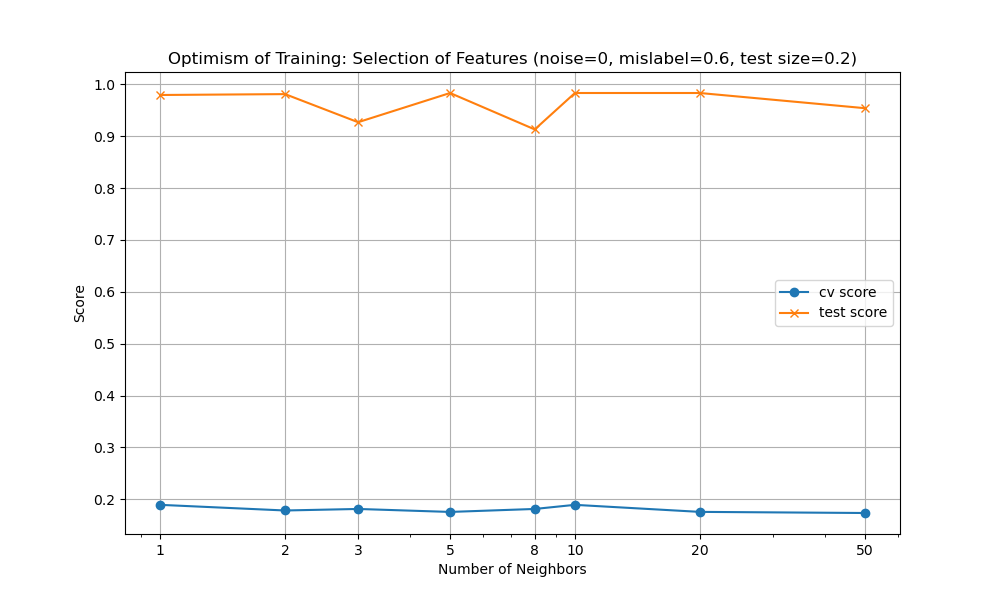 Optimism of Training: Selection of Features (noise=0, mislabel=0.6, test size=0.2)
1.0
0.9
0.8
0.7
0.6
0.5
0.4
0.3
0.2
Score
cv score
test score
1 2 3 5 8 10 20 50
Number of Neighbors